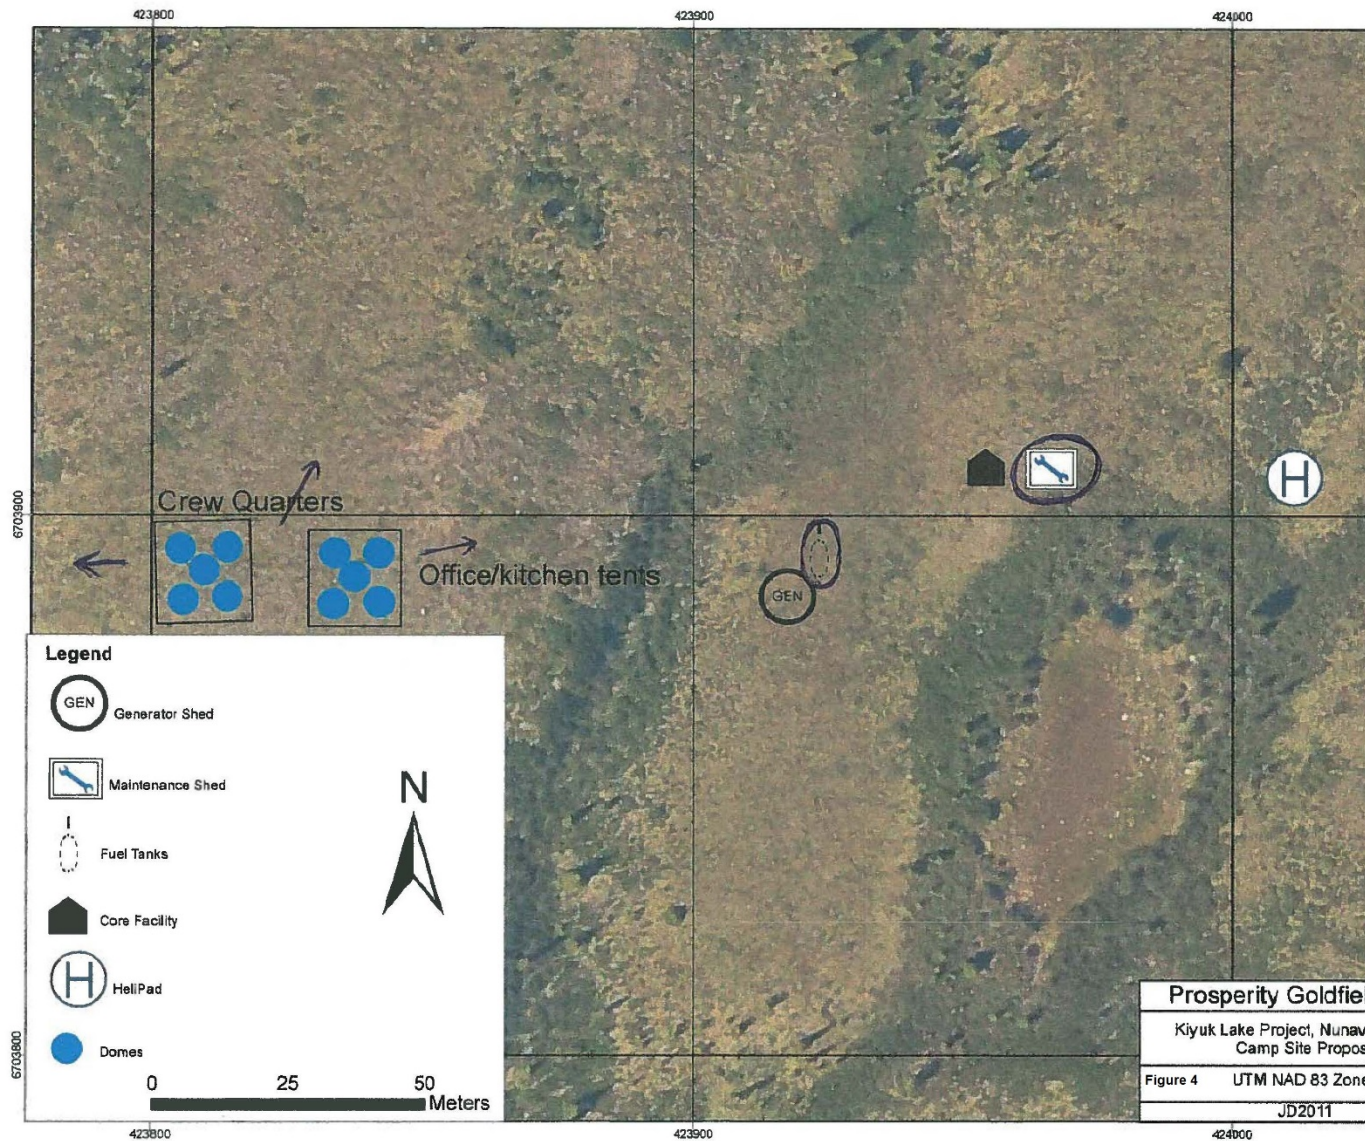 423800 423900 424000
Crew Quarters
6703900
Office/kitchen tents
GEN
H
Legend
GEN Generator Shed
Maintenance Shed
Fuel Tanks
Core Facility
H HeliPad
Domes
N
0 25 50
Meters
6703800
Prosperity Goldfiel
Kiyuk Lake Project, Nunav
Camp Site Propos
Figure 4 UTM NAD 83 Zone
JD2011
423800 423900 424000